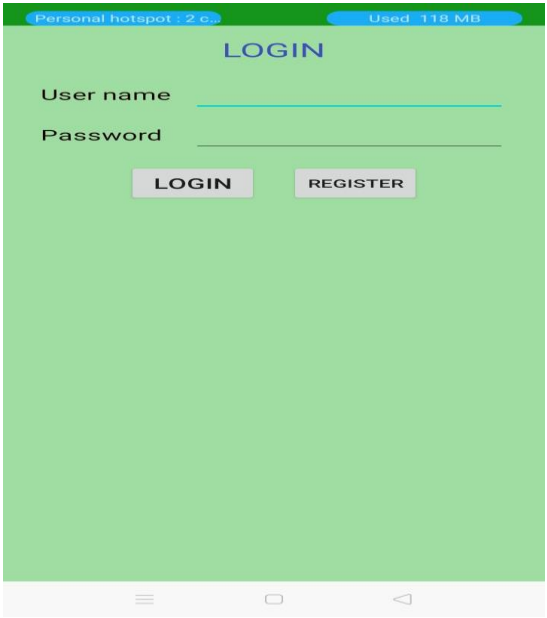 Personal hotspot : 2 c... Used 118 MB
LOGIN
User name
Password
LOGIN REGISTER